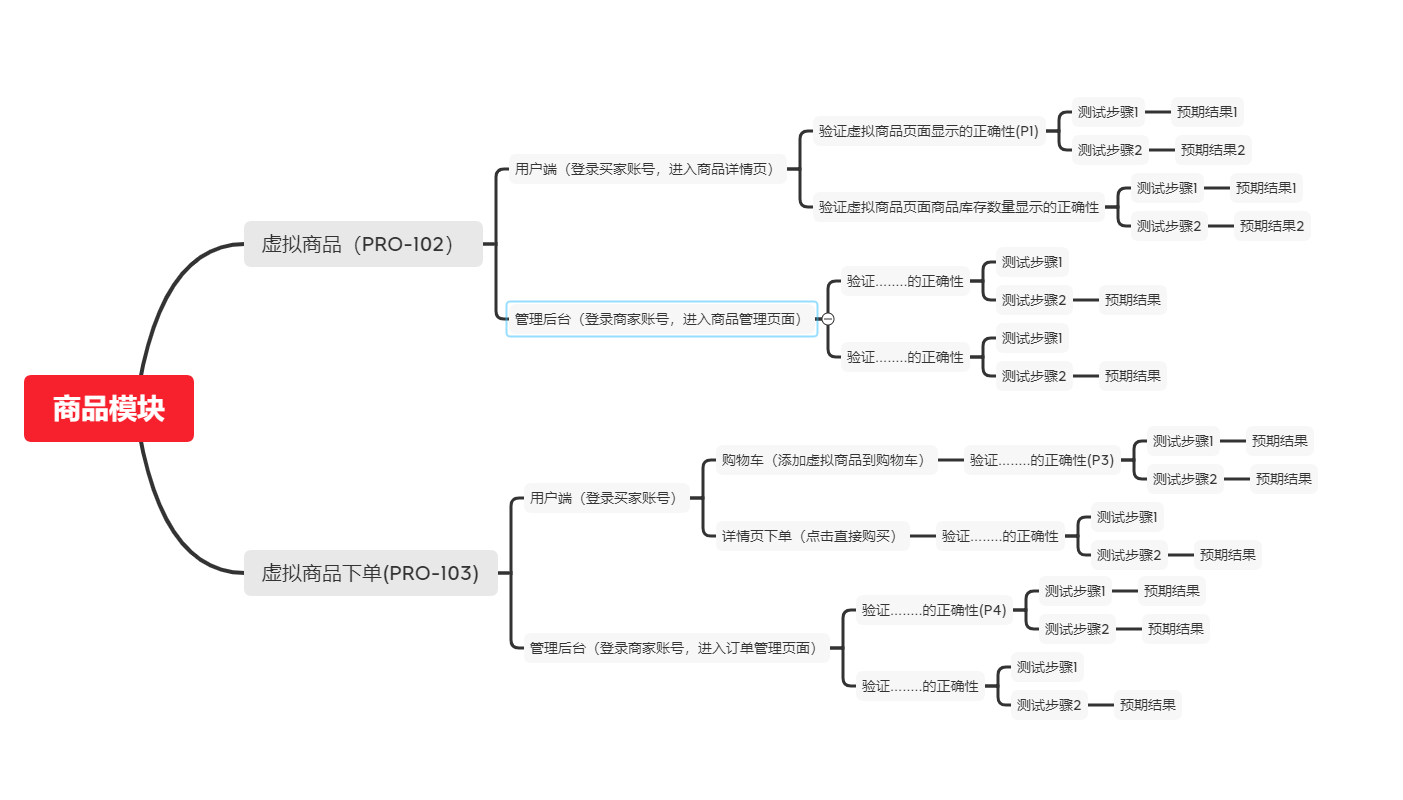 商品模块
虚拟商品（PRO-102）
用户端（登录买家账号，进入商品详情页）
验证虚拟商品页面显示的正确性(P1)
测试步骤1
预期结果1
测试步骤2
预期结果2
验证虚拟商品页面商品库存数量显示的正确性
测试步骤1
预期结果1
测试步骤2
预期结果2
管理后台（登录商家账号，进入商品管理页面）
验证........的正确性
测试步骤1
测试步骤2
预期结果
验证........的正确性
测试步骤1
测试步骤2
预期结果
虚拟商品下单(PRO-103)
用户端（登录买家账号）
购物车（添加虚拟商品到购物车）
验证........的正确性(P3)
测试步骤1
预期结果
测试步骤2
预期结果
详情页下单（点击直接购买）
验证........的正确性
测试步骤1
测试步骤2
预期结果
管理后台（登录商家账号，进入订单管理页面）
验证........的正确性(P4)
测试步骤1
预期结果
测试步骤2
预期结果
验证........的正确性
测试步骤1
测试步骤2
预期结果